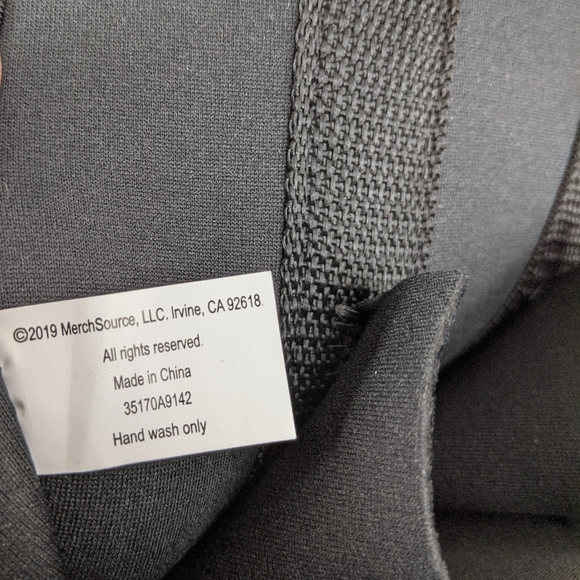 ©2019 MerchSource, LLC. Irvine, CA 92618.
All rights reserved.
Made in China
35170A9142
Hand wash only